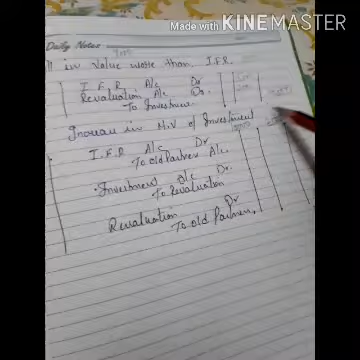 Made with
KINEMASTER
Daily Notes
in value more than I.F.R.
I.F.R A/c Dr
Revaluation A/c Dr.
To Investment
Increase in M.V of Investment
I.F.R A/c Dr
To old Partner A/c.
Investment A/c Dr.
To Revaluation
Revaluation Dr
To old Partners,